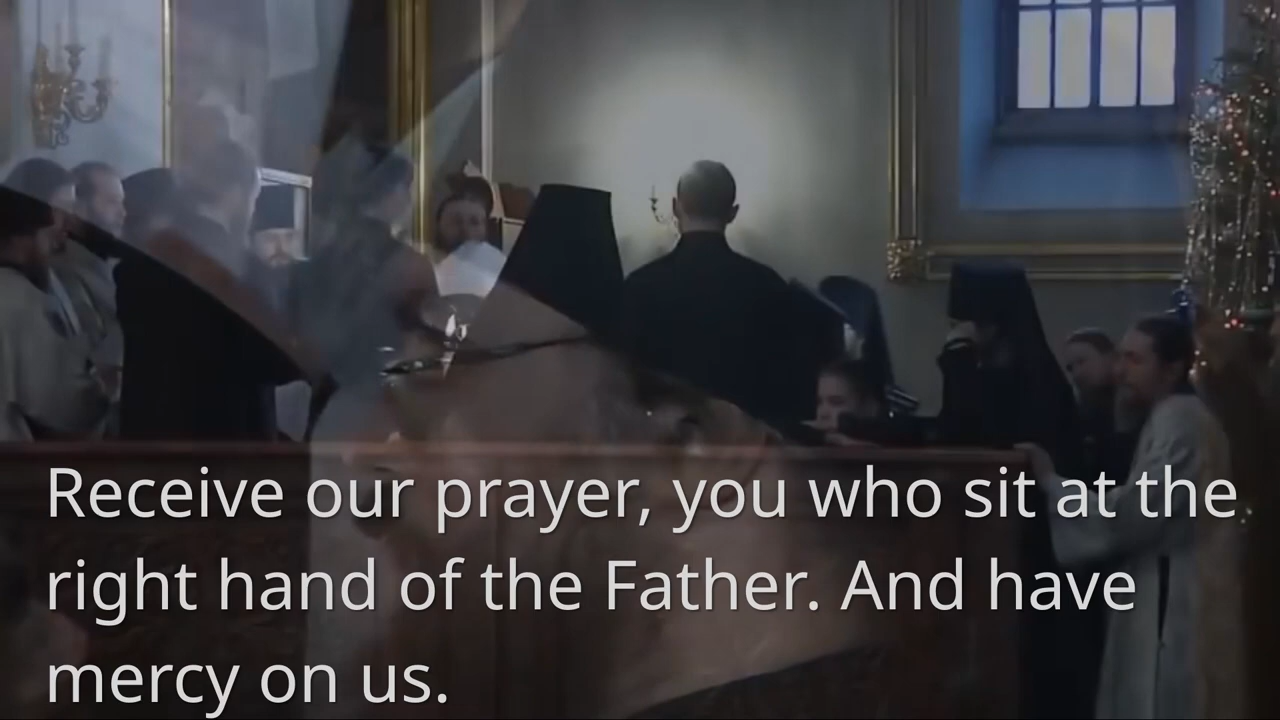 Receive our prayer, you who sit at the
right hand of the Father. And have
mercy on us.